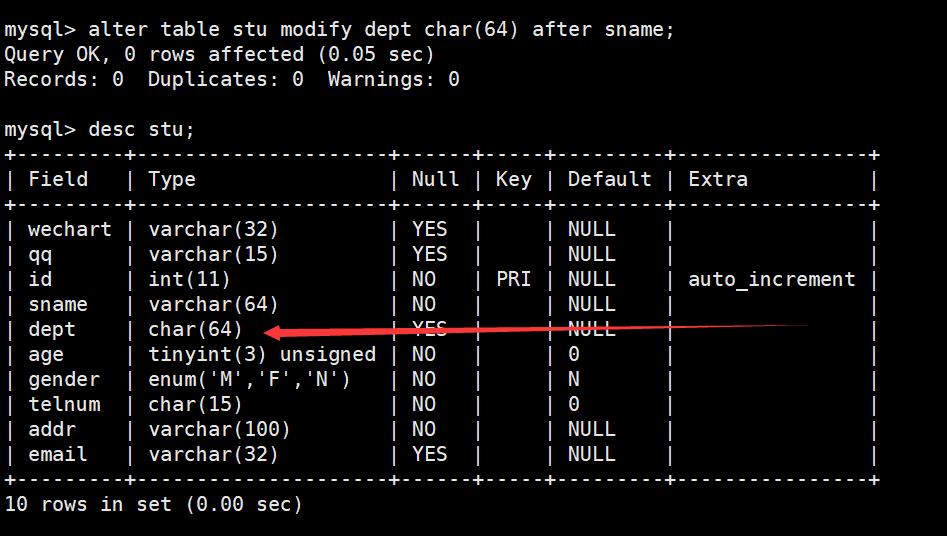 mysql> alter table stu modify dept char(64) after sname;
Query OK, 0 rows affected (0.05 sec)
Records: 0  Duplicates: 0  Warnings: 0
mysql> desc stu;
+---------+---------------------+------+-----+---------+----------------+
| Field   | Type                | Null | Key | Default | Extra          |
+---------+---------------------+------+-----+---------+----------------+
| wechart | varchar(32)         | YES  |     | NULL    |                |
| qq      | varchar(15)         | YES  |     | NULL    |                |
| id      | int(11)             | NO   | PRI | NULL    | auto_increment |
| sname   | varchar(64)         | NO   |     | NULL    |                |
| dept    | char(64)            | YES  |     | NULL    |                |
| age     | tinyint(3) unsigned | NO   |     | 0       |                |
| gender  | enum('M','F','N')   | NO   |     | N       |                |
| telnum  | char(15)            | NO   |     | 0       |                |
| addr    | varchar(100)        | NO   |     | NULL    |                |
| email   | varchar(32)         | YES  |     | NULL    |                |
+---------+---------------------+------+-----+---------+----------------+
10 rows in set (0.00 sec)